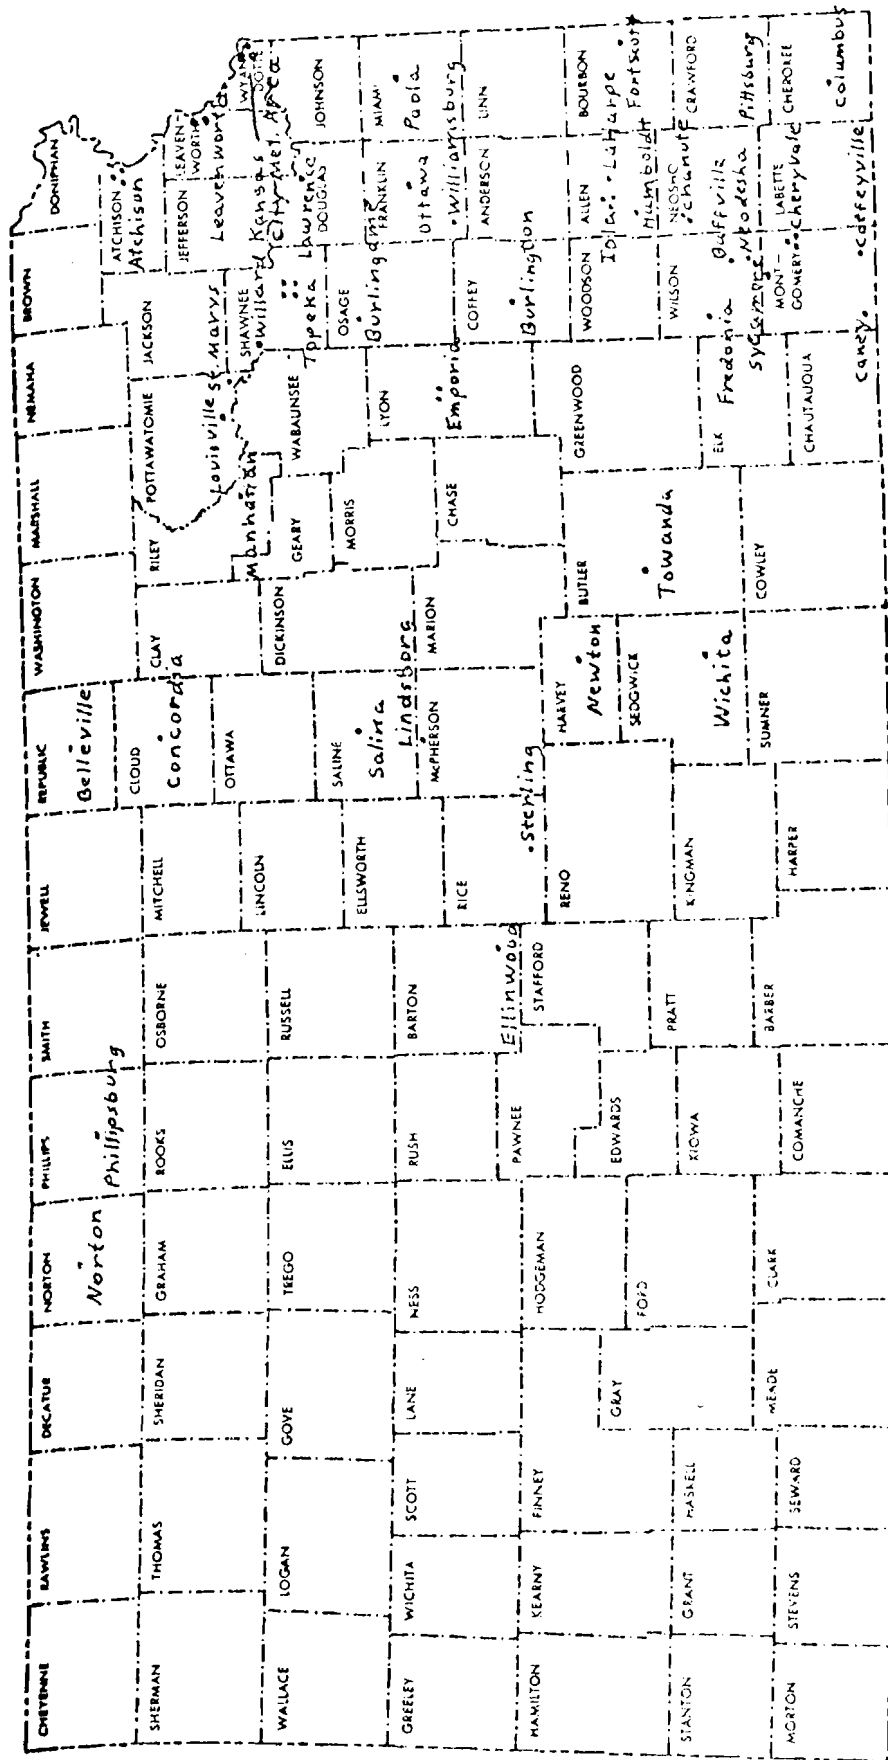 CHEYENNE
RAWLINS
DECATUR
NORTON
PHILLIPS
SMITH
JEWELL
REPUBLIC
WASHINGTON
MARSHALL
NEMAHA
BROWN
DONIPHAN
Norton
Phillipsburg
Belleville
SHERMAN
THOMAS
SHERIDAN
GRAHAM
ROOKS
OSBORNE
MITCHELL
CLOUD
Concordia
CLAY
RILEY
POTTAWATOMIE
JACKSON
ATCHISON
Atchison
JEFFERSON
LEAVEN-
WORTH
Leavenworth
WYAN
DOTTE
Louisville
St. Marys
Manhattan
SHAWNEE
Willard
Kansas
City Met. Area
WALLACE
LOGAN
GOVE
TREGO
ELLIS
RUSSELL
LINCOLN
OTTAWA
DICKINSON
GEARY
WABAUNSEE
Topeka
Lawrence
DOUGLAS
JOHNSON
SALINE
Salina
Lindsborg
ELLSWORTH
MORRIS
LYON
OSAGE
Burlingame
FRANKLIN
Ottawa
MIAMI
Paola
GREELEY
WICHITA
SCOTT
LANE
NESS
RUSH
BARTON
Ellinwood
RICE
Sterling
McPHERSON
MARION
CHASE
Emporia
COFFEY
Burlington
Williamsburg
ANDERSON
LINN
HAMILTON
KEARNY
FINNEY
HODGEMAN
PAWNEE
STAFFORD
RENO
HARVEY
Newton
BUTLER
Towanda
GREENWOOD
WOODSON
ALLEN
Iola
Laharpe
Humboldt
BOURBON
Fortscott
GRAY
FORD
EDWARDS
SEDGWICK
Wichita
WILSON
Fredonia
Buffville
Neodesha
NEOSHO
Chanute
CRAWFORD
Pittsburg
STANTON
GRANT
HASKELL
KIOWA
PRATT
KINGMAN
ELK
Sycamore
MORTON
STEVENS
SEWARD
MEADE
CLARK
COMANCHE
BARBER
HARPER
SUMNER
COWLEY
CHAUTAUQUA
MONT-
GOMERY
Cherryvale
LABETTE
CHEROKEE
Columbus
Caney
Coffeyville